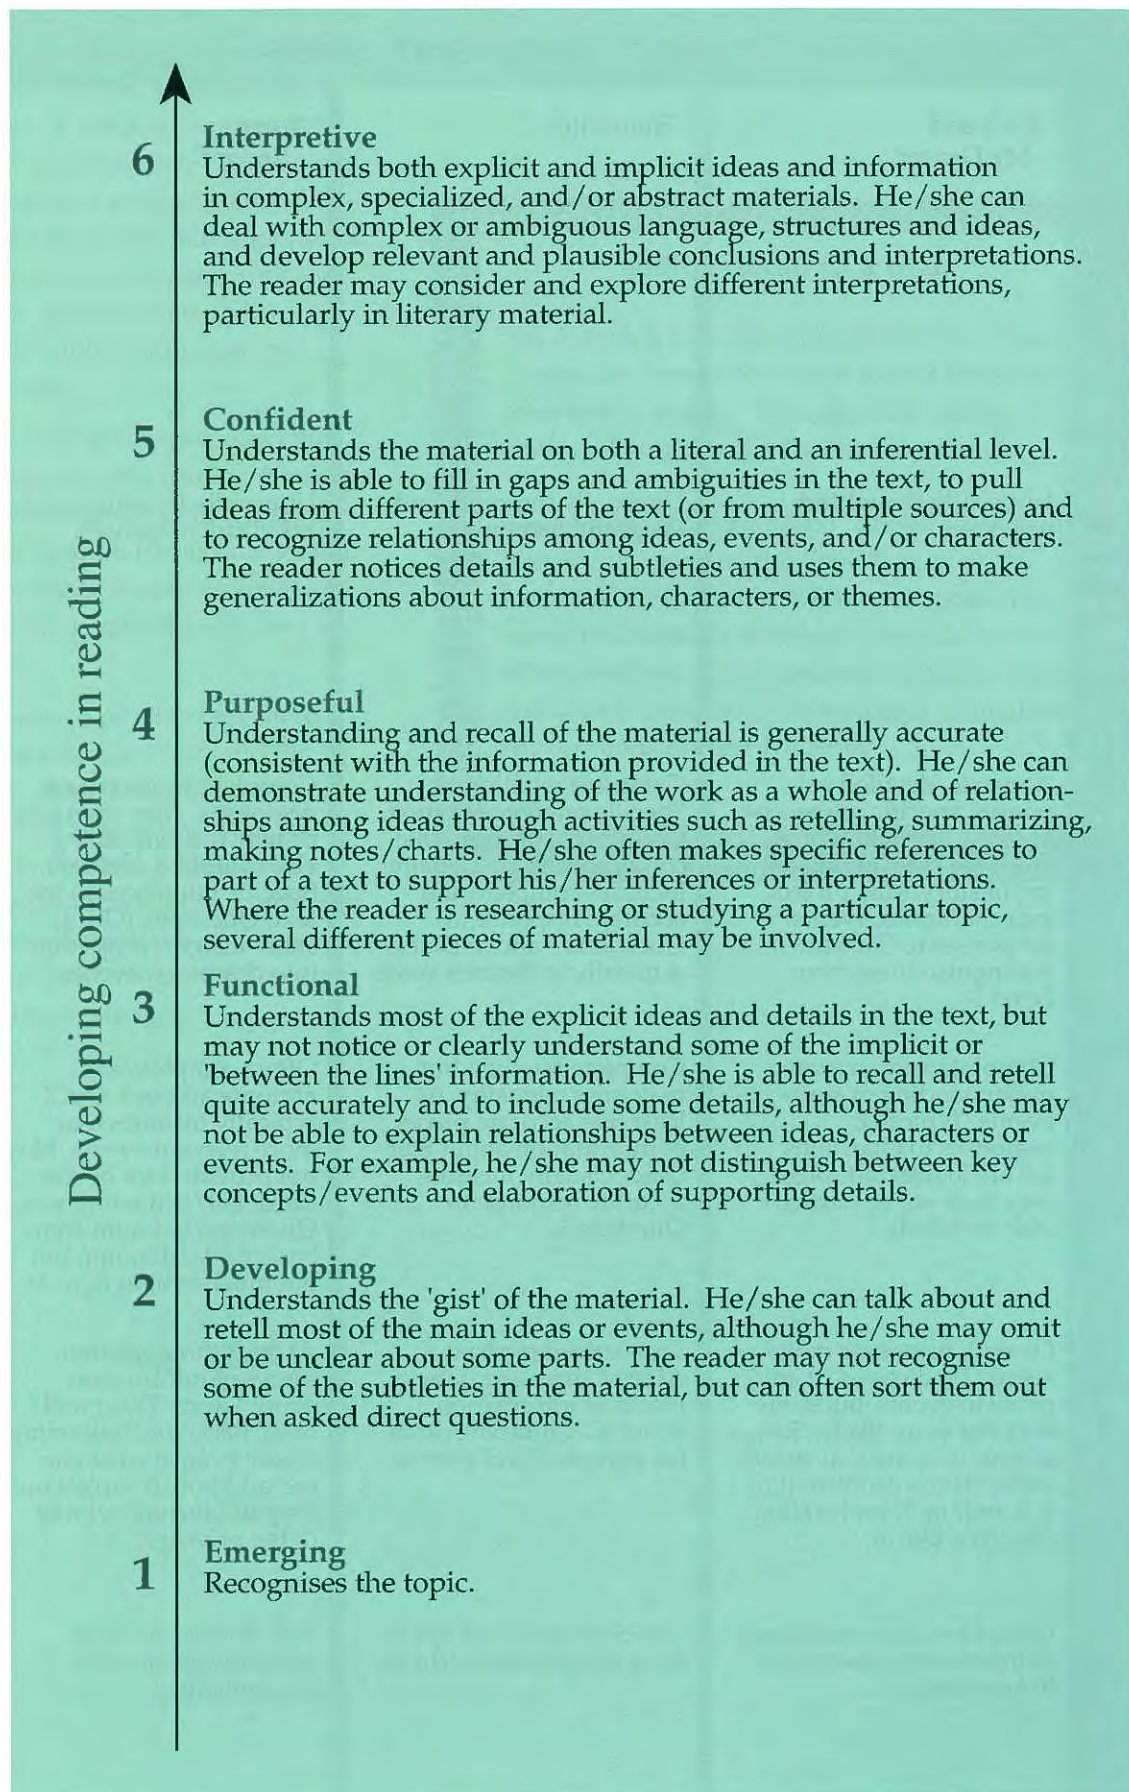 6
Interpretive
Understands both explicit and implicit ideas and information
in complex, specialized, and/or abstract materials. He/she can
deal with complex or ambiguous language, structures and ideas,
and develop relevant and plausible conclusions and interpretations.
The reader may consider and explore different interpretations,
particularly in literary material.
5
Confident
Understands the material on both a literal and an inferential level.
He/she is able to fill in gaps and ambiguities in the text, to pull
ideas from different parts of the text (or from multiple sources) and
to recognize relationships among ideas, events, and/or characters.
The reader notices details and subtleties and uses them to make
generalizations about information, characters, or themes.
4
Purposeful
Understanding and recall of the material is generally accurate
(consistent with the information provided in the text). He/she can
demonstrate understanding of the work as a whole and of relation-
ships among ideas through activities such as retelling, summarizing,
making notes/charts. He/she often makes specific references to
part of a text to support his/her inferences or interpretations.
Where the reader is researching or studying a particular topic,
several different pieces of material may be involved.
3
Functional
Understands most of the explicit ideas and details in the text, but
may not notice or clearly understand some of the implicit or
'between the lines' information. He/she is able to recall and retell
quite accurately and to include some details, although he/she may
not be able to explain relationships between ideas, characters or
events. For example, he/she may not distinguish between key
concepts/events and elaboration of supporting details.
2
Developing
Understands the 'gist' of the material. He/she can talk about and
retell most of the main ideas or events, although he/she may omit
or be unclear about some parts. The reader may not recognise
some of the subtleties in the material, but can often sort them out
when asked direct questions.
1
Emerging
Recognises the topic.
Developing competence in reading